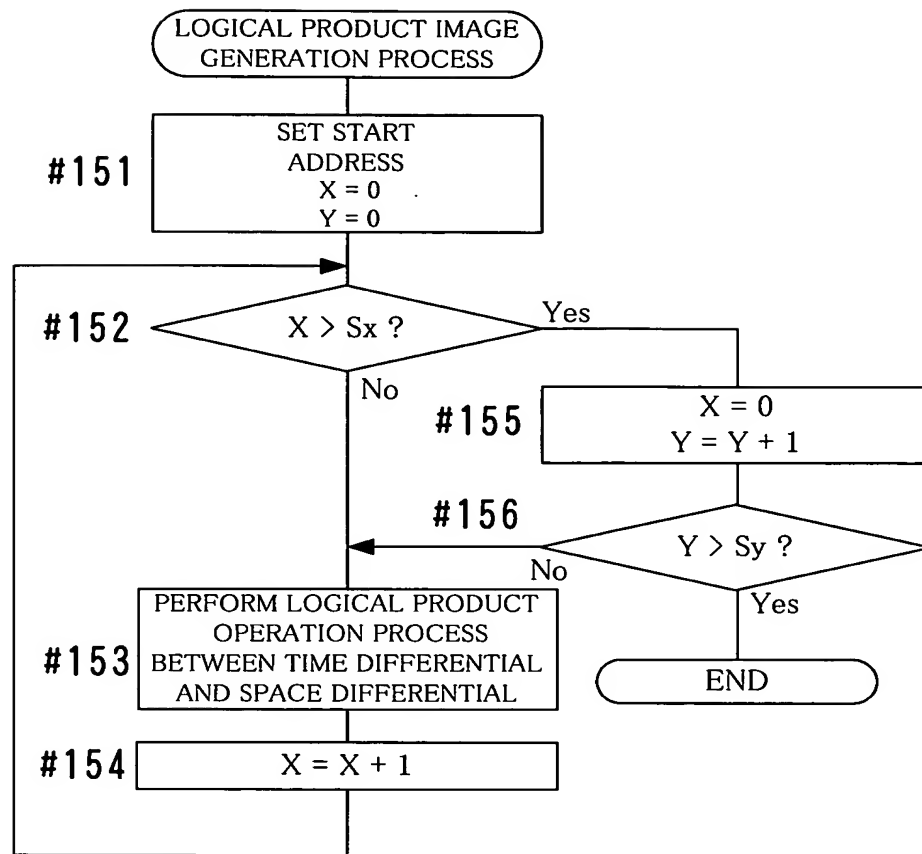 LOGICAL PRODUCT IMAGE
GENERATION PROCESS
#151
SET START
ADDRESS
X = 0
Y = 0
#152
X > Sx ?
Yes
No
#155
X = 0
Y = Y + 1
#156
Y > Sy ?
No
Yes
#153
PERFORM LOGICAL PRODUCT
OPERATION PROCESS
BETWEEN TIME DIFFERENTIAL
AND SPACE DIFFERENTIAL
END
#154
X = X + 1